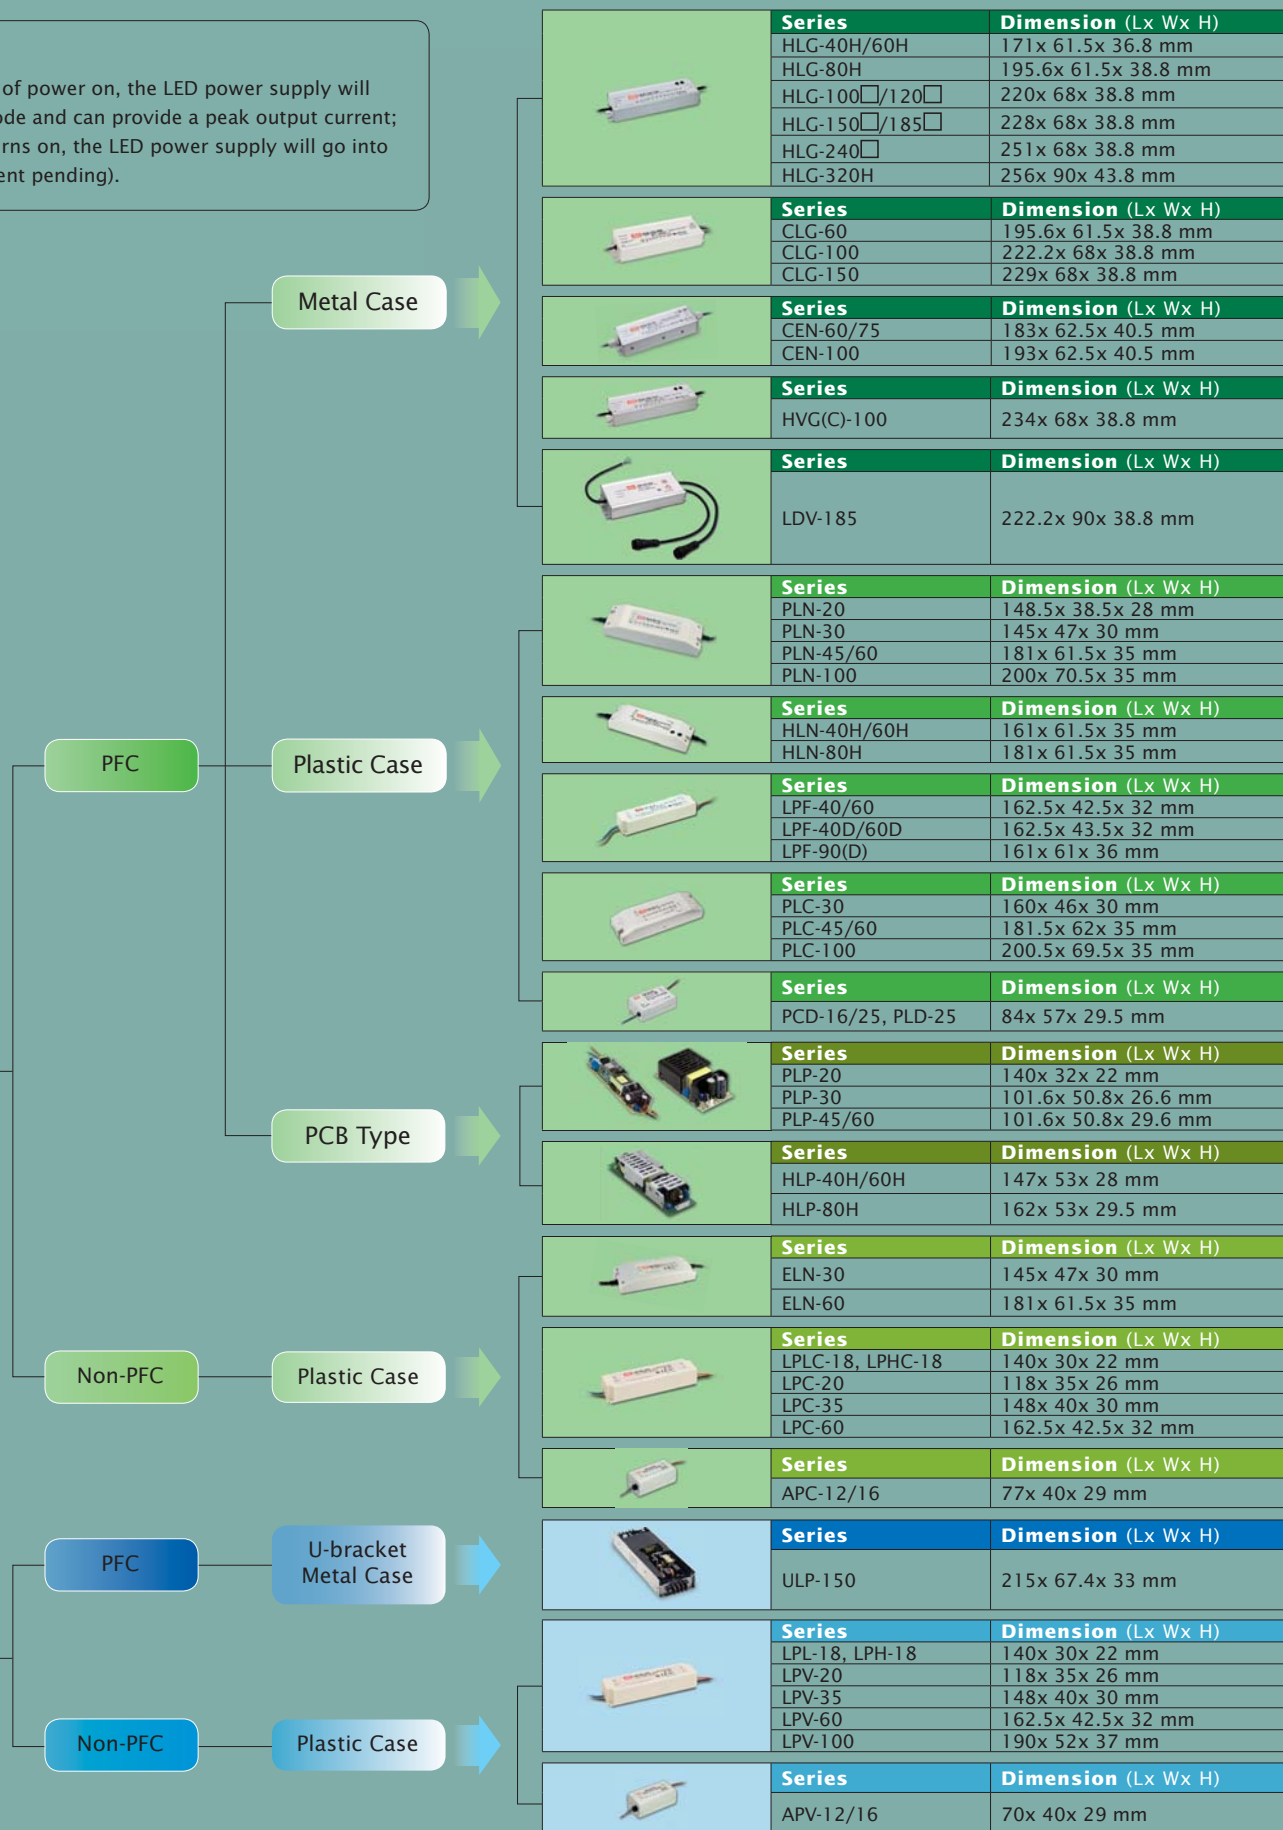 of power on, the LED power supply will
ode and can provide a peak output current;
urns on, the LED power supply will go into
ent pending).
Series Dimension (Lx Wx H)
HLG-40H/60H 171x 61.5x 36.8 mm
HLG-80H 195.6x 61.5x 38.8 mm
HLG-100□/120□ 220x 68x 38.8 mm
HLG-150□/185□ 228x 68x 38.8 mm
HLG-240□ 251x 68x 38.8 mm
HLG-320H 256x 90x 43.8 mm
Series Dimension (Lx Wx H)
CLG-60 195.6x 61.5x 38.8 mm
CLG-100 222.2x 68x 38.8 mm
CLG-150 229x 68x 38.8 mm
Metal Case
Series Dimension (Lx Wx H)
CEN-60/75 183x 62.5x 40.5 mm
CEN-100 193x 62.5x 40.5 mm
Series Dimension (Lx Wx H)
HVG(C)-100 234x 68x 38.8 mm
Series Dimension (Lx Wx H)
LDV-185 222.2x 90x 38.8 mm
Series Dimension (Lx Wx H)
PLN-20 148.5x 38.5x 28 mm
PLN-30 145x 47x 30 mm
PLN-45/60 181x 61.5x 35 mm
PLN-100 200x 70.5x 35 mm
Series Dimension (Lx Wx H)
HLN-40H/60H 161x 61.5x 35 mm
HLN-80H 181x 61.5x 35 mm
PFC
Plastic Case
Series Dimension (Lx Wx H)
LPF-40/60 162.5x 42.5x 32 mm
LPF-40D/60D 162.5x 43.5x 32 mm
LPF-90(D) 161x 61x 36 mm
Series Dimension (Lx Wx H)
PLC-30 160x 46x 30 mm
PLC-45/60 181.5x 62x 35 mm
PLC-100 200.5x 69.5x 35 mm
Series Dimension (Lx Wx H)
PCD-16/25, PLD-25 84x 57x 29.5 mm
Series Dimension (Lx Wx H)
PLP-20 140x 32x 22 mm
PLP-30 101.6x 50.8x 26.6 mm
PLP-45/60 101.6x 50.8x 29.6 mm
PCB Type
Series Dimension (Lx Wx H)
HLP-40H/60H 147x 53x 28 mm
HLP-80H 162x 53x 29.5 mm
Series Dimension (Lx Wx H)
ELN-30 145x 47x 30 mm
ELN-60 181x 61.5x 35 mm
Series Dimension (Lx Wx H)
LPLC-18, LPHC-18 140x 30x 22 mm
LPC-20 118x 35x 26 mm
LPC-35 148x 40x 30 mm
LPC-60 162.5x 42.5x 32 mm
Non-PFC
Plastic Case
Series Dimension (Lx Wx H)
APC-12/16 77x 40x 29 mm
PFC
U-bracket
Metal Case
Series Dimension (Lx Wx H)
ULP-150 215x 67.4x 33 mm
Series Dimension (Lx Wx H)
LPL-18, LPH-18 140x 30x 22 mm
LPV-20 118x 35x 26 mm
LPV-35 148x 40x 30 mm
LPV-60 162.5x 42.5x 32 mm
LPV-100 190x 52x 37 mm
Non-PFC
Plastic Case
Series Dimension (Lx Wx H)
APV-12/16 70x 40x 29 mm